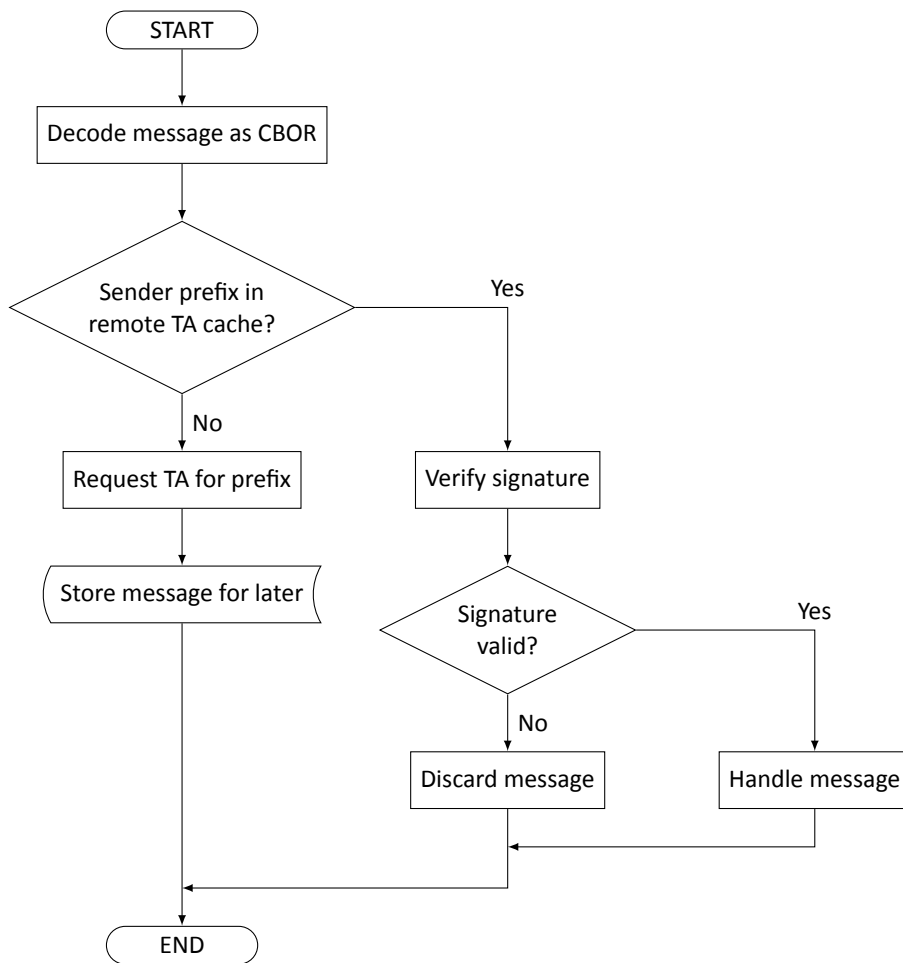 START
Decode message as CBOR
Sender prefix in
remote TA cache?
Yes
No
Request TA for prefix
Verify signature
Store message for later
Signature
valid?
Yes
No
Discard message
Handle message
END